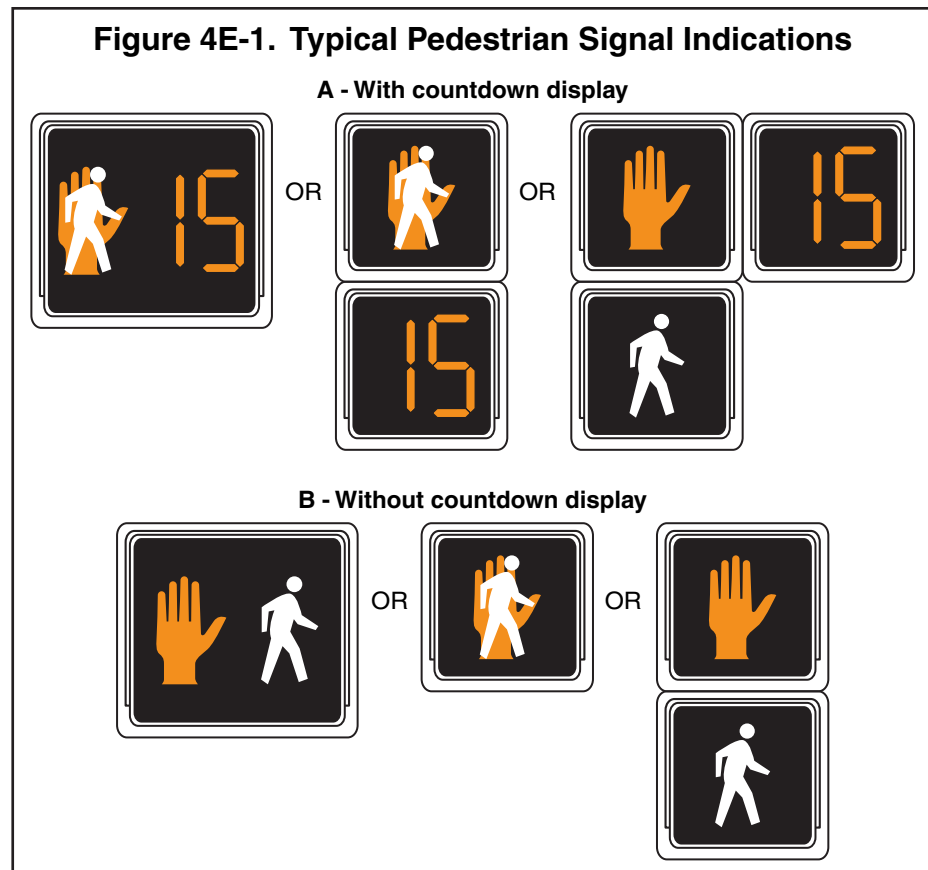 Figure 4E-1. Typical Pedestrian Signal Indications
A - With countdown display
15 OR OR 15
15
B - Without countdown display
OR OR